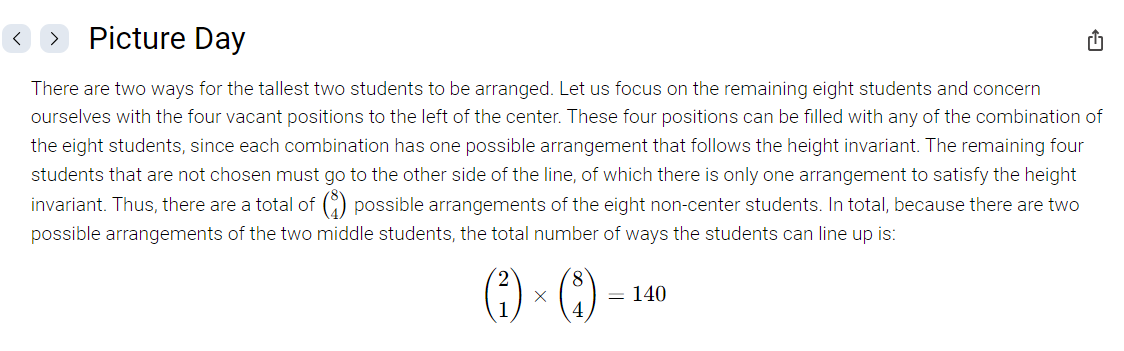 Picture Day
There are two ways for the tallest two students to be arranged. Let us focus on the remaining eight students and concern
ourselves with the four vacant positions to the left of the center. These four positions can be filled with any of the combination of
the eight students, since each combination has one possible arrangement that follows the height invariant. The remaining four
students that are not chosen must go to the other side of the line, of which there is only one arrangement to satisfy the height
invariant. Thus, there are a total of $\binom{8}{4}$ possible arrangements of the eight non-center students. In total, because there are two
possible arrangements of the two middle students, the total number of ways the students can line up is:
$\binom{2}{1} \times \binom{8}{4} = 140$